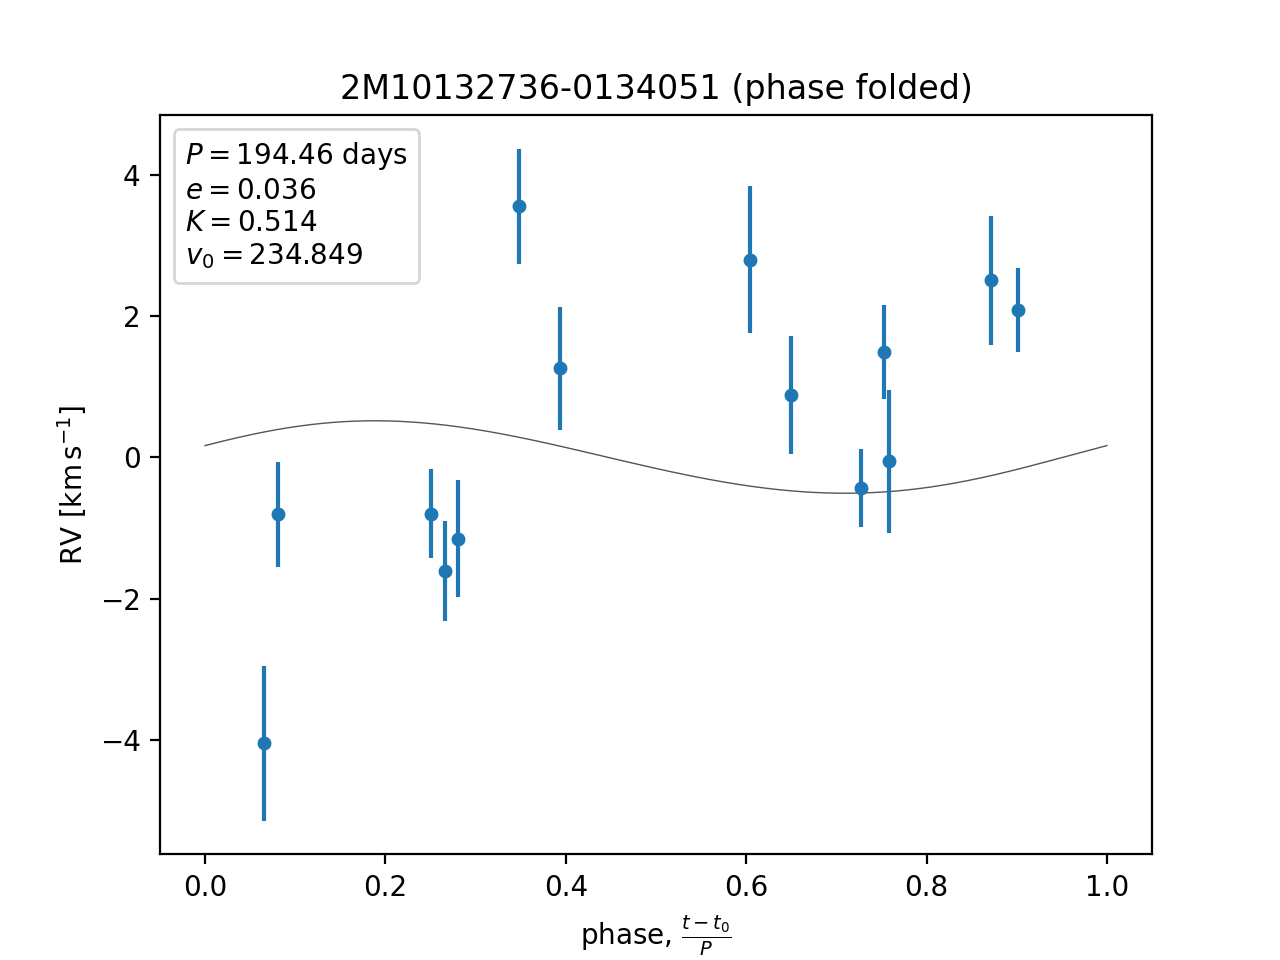 2M10132736-0134051 (phase folded)
P = 194.46 days
e = 0.036
K = 0.514
v₀ = 234.849
4
2
0
−2
−4
RV [km s⁻¹]
0.0 0.2 0.4 0.6 0.8 1.0
phase, (t − t₀)/P